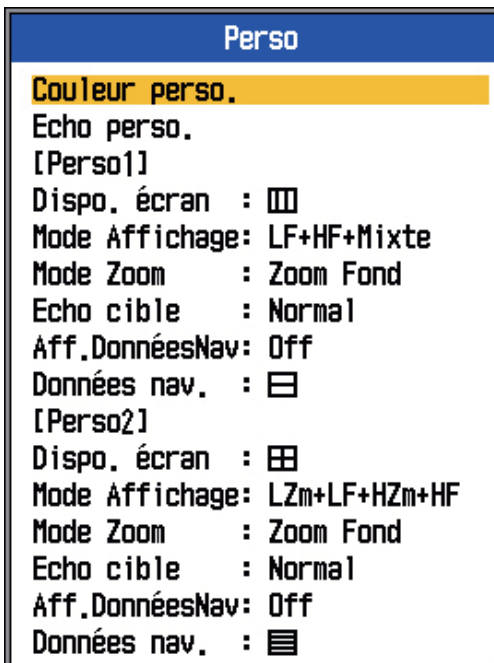 Perso
Couleur perso.
Echo perso.
[Perso1]
Dispo. écran :
Mode Affichage: LF+HF+Mixte
Mode Zoom : Zoom Fond
Echo cible : Normal
Aff.DonnéesNav: Off
Données nav. :
[Perso2]
Dispo. écran :
Mode Affichage: LZm+LF+HZm+HF
Mode Zoom : Zoom Fond
Echo cible : Normal
Aff.DonnéesNav: Off
Données nav. :